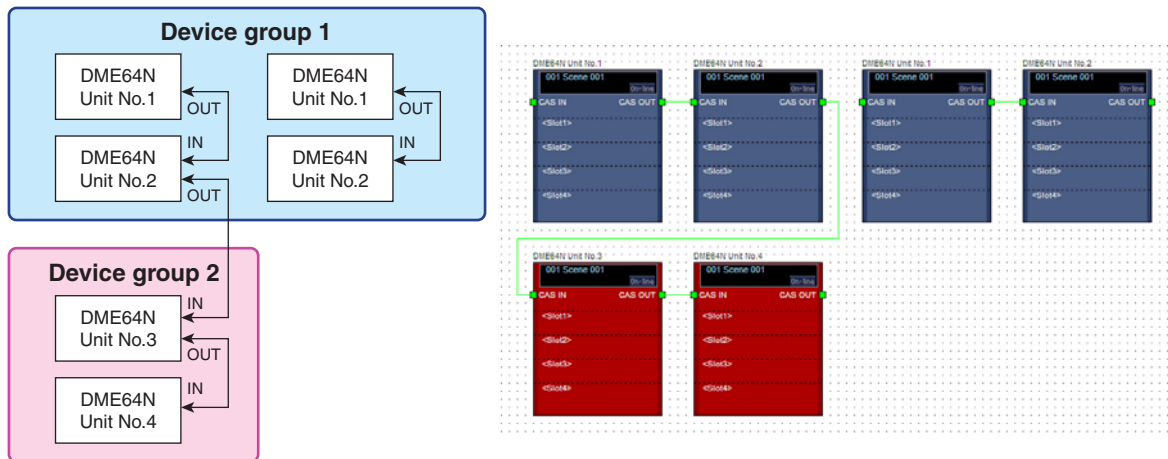 Device group 1
DME64N
Unit No.1
OUT
IN
DME64N
Unit No.2
OUT
DME64N
Unit No.1
OUT
IN
DME64N
Unit No.2
Device group 2
IN
DME64N
Unit No.3
OUT
IN
DME64N
Unit No.4
DME64N Unit No.1
001 Scene 001
On-line
CAS IN CAS OUT
<Slot1>
<Slot2>
<Slot3>
<Slot4>
DME64N Unit No.2
001 Scene 001
On-line
CAS IN CAS OUT
<Slot1>
<Slot2>
<Slot3>
<Slot4>
DME64N Unit No.1
001 Scene 001
On-line
CAS IN CAS OUT
<Slot1>
<Slot2>
<Slot3>
<Slot4>
DME64N Unit No.2
001 Scene 001
On-line
CAS IN CAS OUT
<Slot1>
<Slot2>
<Slot3>
<Slot4>
DME64N Unit No.3
001 Scene 001
On-line
CAS IN CAS OUT
<Slot1>
<Slot2>
<Slot3>
<Slot4>
DME64N Unit No.4
001 Scene 001
On-line
CAS IN CAS OUT
<Slot1>
<Slot2>
<Slot3>
<Slot4>